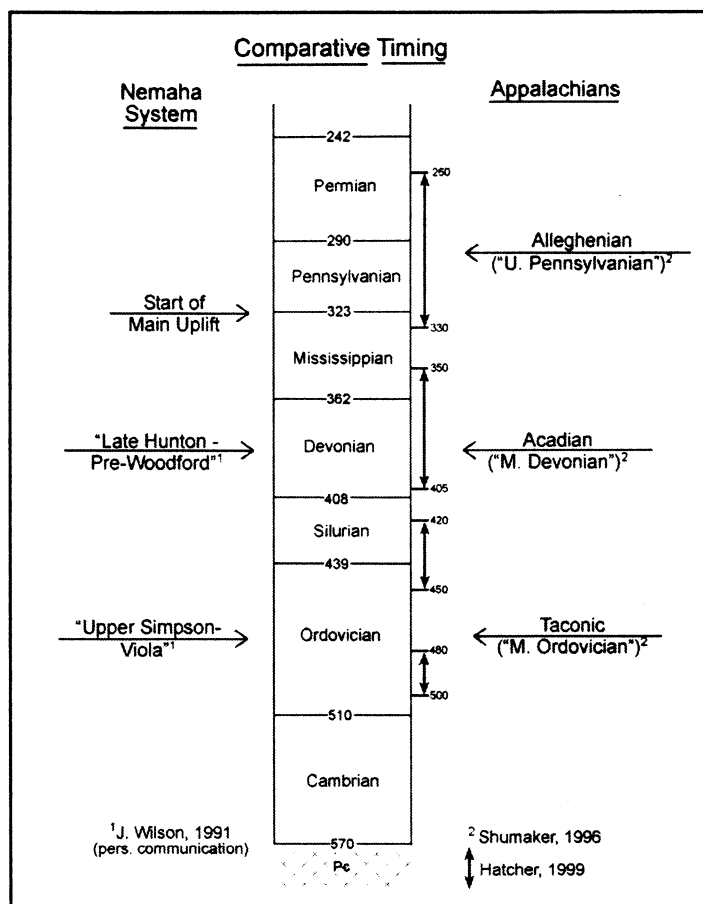 Comparative Timing
Nemaha
System
Appalachians
242
260
Permian
290
Alleghenian
("U. Pennsylvanian")²
Pennsylvanian
Start of
Main Uplift
323
330
Mississippian
350
362
"Late Hunton -
Pre-Woodford"¹
Devonian
Acadian
("M. Devonian")²
405
408
420
Silurian
439
450
"Upper Simpson-
Viola"¹
Ordovician
Taconic
("M. Ordovician")²
480
500
510
Cambrian
¹J. Wilson, 1991
(pers. communication)
570
Pc
² Shumaker, 1996
Hatcher, 1999